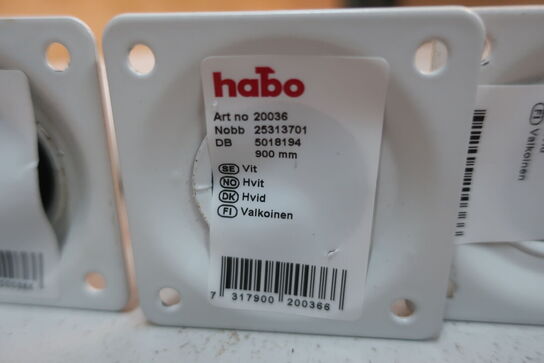 habo
Art no 20036
Nobb 25313701
DB 5018194
900 mm
SE Vit
NO Hvit
DK Hvid
FI Valkoinen
7 317900 200366
FI Valkoinen